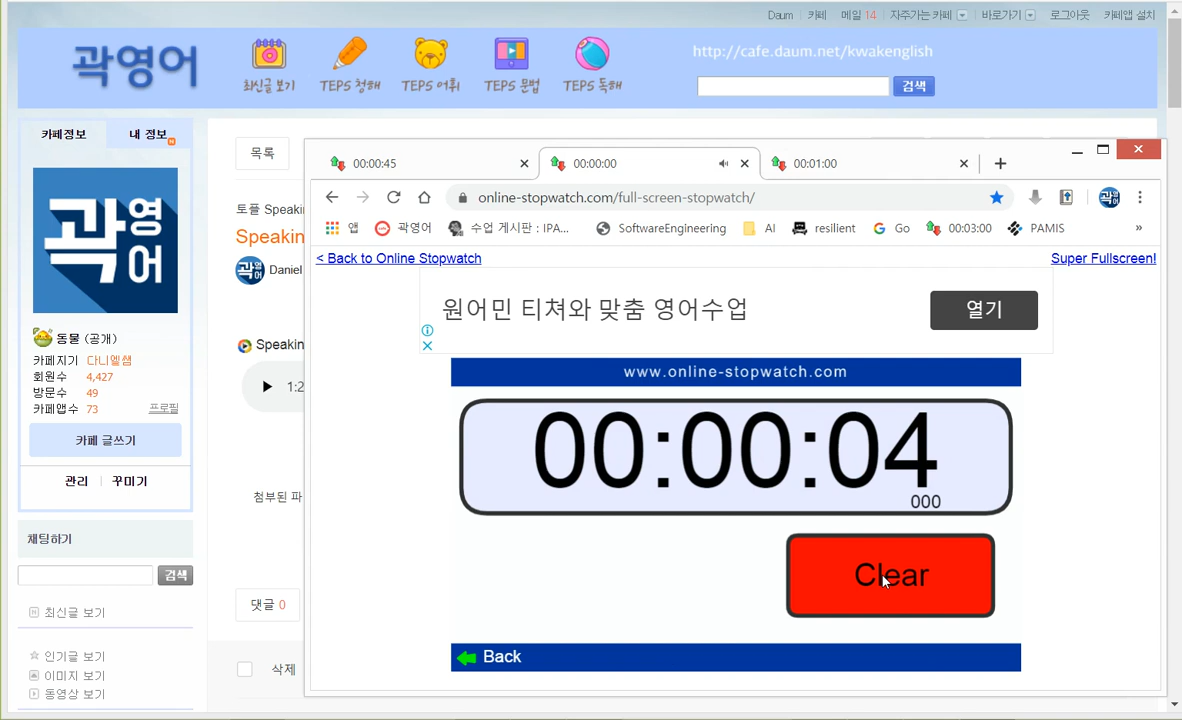 Daum 카페 메일 14 자주가는 카페 바로가기 로그아웃 카페앱 설치
곽영어
최신글 보기 TEPS 청해 TEPS 어휘 TEPS 문법 TEPS 독해
http://cafe.daum.net/kwakenglish
검색
카페정보 내 정보
목록
곽영어
동물 (공개)
카페지기 다니엘샘
회원수 4,427
방문수 49
카페앱수 73 프로필
카페 글쓰기
관리 꾸미기
채팅하기
검색
최신글 보기
인기글 보기
이미지 보기
동영상 보기
토플 Speakin
Speakin
곽영어 Daniel
Speakin
1:2
첨부된 파
댓글 0
삭제
00:00:45 00:00:00 00:01:00
online-stopwatch.com/full-screen-stopwatch/
앱 곽영어 수업 게시판 : IPA... SoftwareEngineering AI resilient Go 00:03:00 PAMIS »
< Back to Online Stopwatch Super Fullscreen!
원어민 티쳐와 맞춤 영어수업 열기
www.online-stopwatch.com
00:00:04
000
Clear
Back